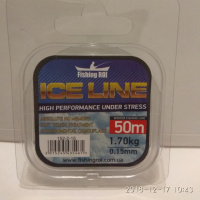 Fishing ROI
ICE LINE
HIGH PERFORMANCE UNDER STRESS
50m
1.70kg
0.15mm
www.fishingroi.com.ua
2018-12-17 10:43